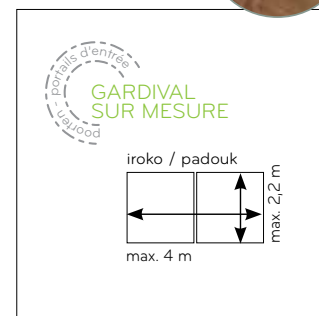 poorten - portails d'entrée
GARDIVAL
SUR MESURE
iroko / padouk
max. 2,2 m
max. 4 m